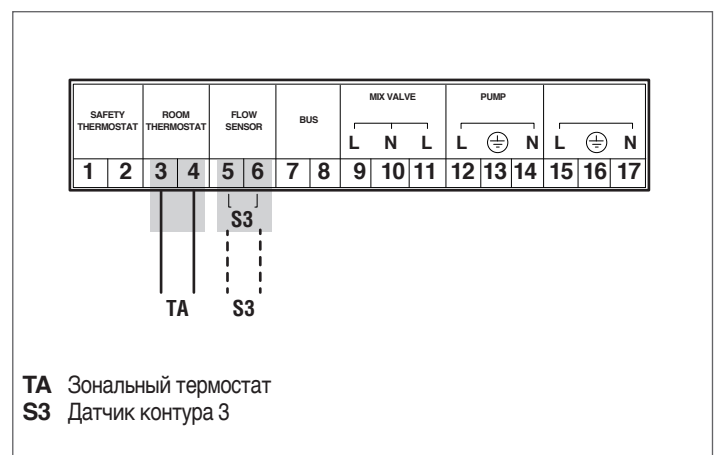 SAFETY THERMOSTAT
ROOM THERMOSTAT
FLOW SENSOR
BUS
MIX VALVE
PUMP
L N L L N L N
1 2 3 4 5 6 7 8 9 10 11 12 13 14 15 16 17
S3
TA S3
TA Зональный термостат
S3 Датчик контура 3